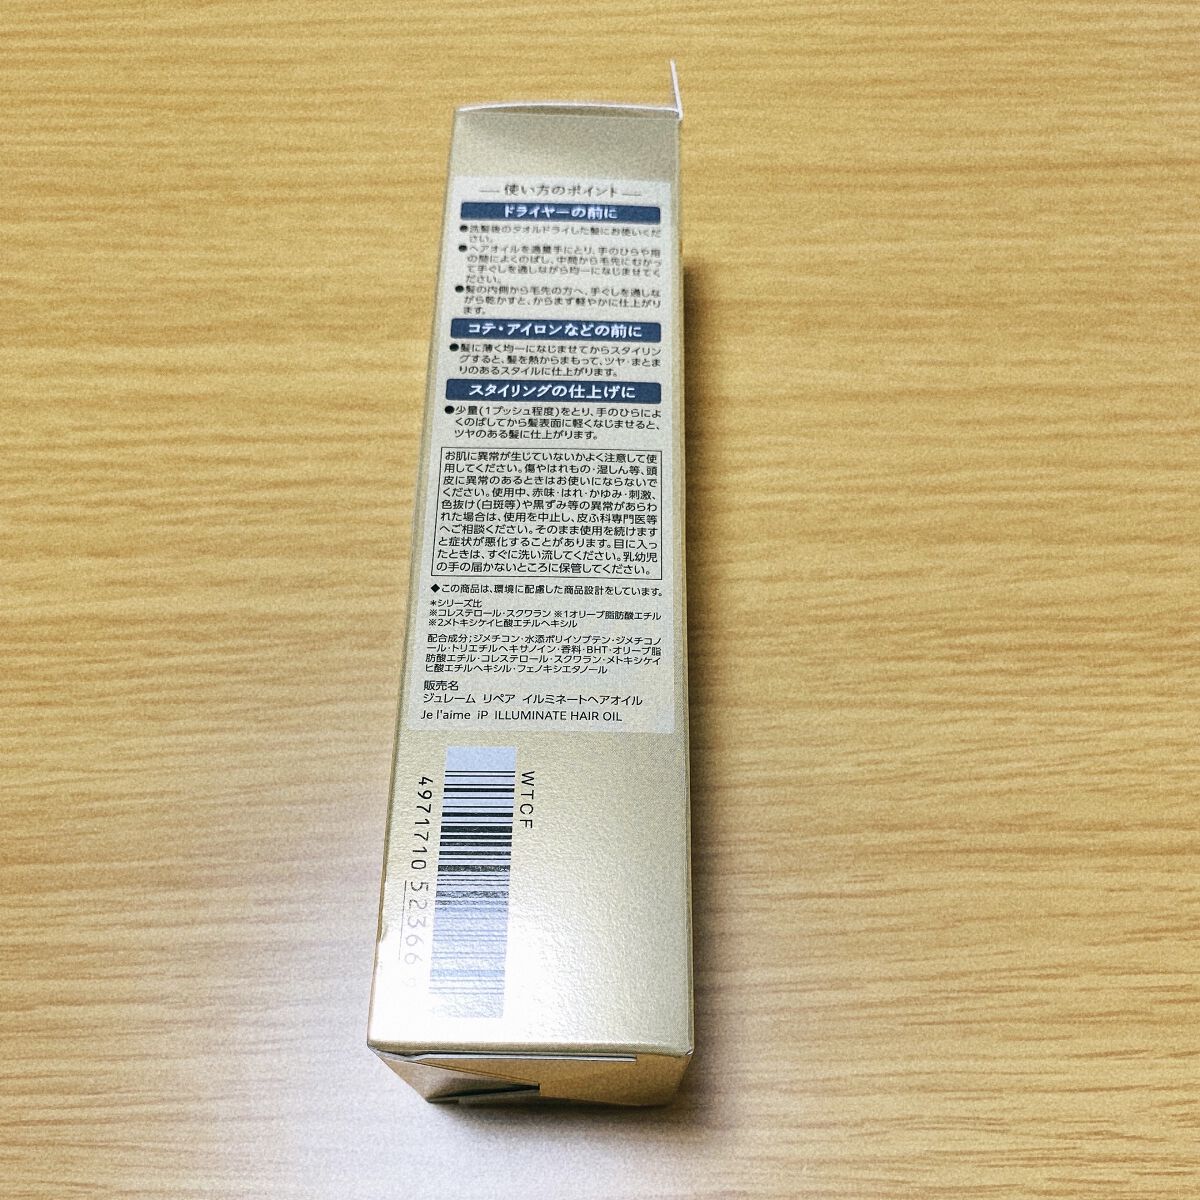 使い方のポイント
ドライヤーの前に
●洗髪後のタオルドライした髪にお使いくだ
さい。
●ヘアオイルを適量手にとり、手のひらや指
の間によくのばし、中間から毛先にむかっ
て手ぐしを通しながら均一になじませてく
ださい。
●髪の内側から毛先の方へ、手ぐしを通しな
がら乾かすと、からまず軽やかに仕上がり
ます。
コテ・アイロンなどの前に
●髪に薄く均一になじませてからスタイリン
グすると、髪を熱からまもって、ツヤ・まとま
りのあるスタイルに仕上がります。
スタイリングの仕上げに
●少量(1プッシュ程度)をとり、手のひらによ
くのばしてから髪表面に軽くなじませると、
ツヤのある髪に仕上がります。
お肌に異常が生じていないかよく注意して使
用してください。傷やはれもの・湿しん等、頭
皮に異常のあるときはお使いにならないで
ください。使用中、赤味・はれ・かゆみ・刺激、
色抜け(白斑等)や黒ずみ等の異常があらわ
れた場合は、使用を中止し、皮ふ科専門医等
へご相談ください。そのまま使用を続けます
と症状が悪化することがあります。目に入っ
たときは、すぐに洗い流してください。乳幼児
の手の届かないところに保管してください。
◆この商品は、環境に配慮した商品設計をしています。
*シリーズ比
※コレステロール・スクワラン ※1オリーブ脂肪酸エチル
※2メトキシケイヒ酸エチルヘキシル
配合成分;ジメチコン・水添ポリイソブテン・ジメチコノ
ール・トリエチルヘキサノイン・香料・BHT・オリーブ脂
肪酸エチル・コレステロール・スクワラン・メトキシケイ
ヒ酸エチルヘキシル・フェノキシエタノール
販売名
ジュレーム リペア イルミネートヘアオイル
Je l'aime iP ILLUMINATE HAIR OIL
WTCF
4971710 523669